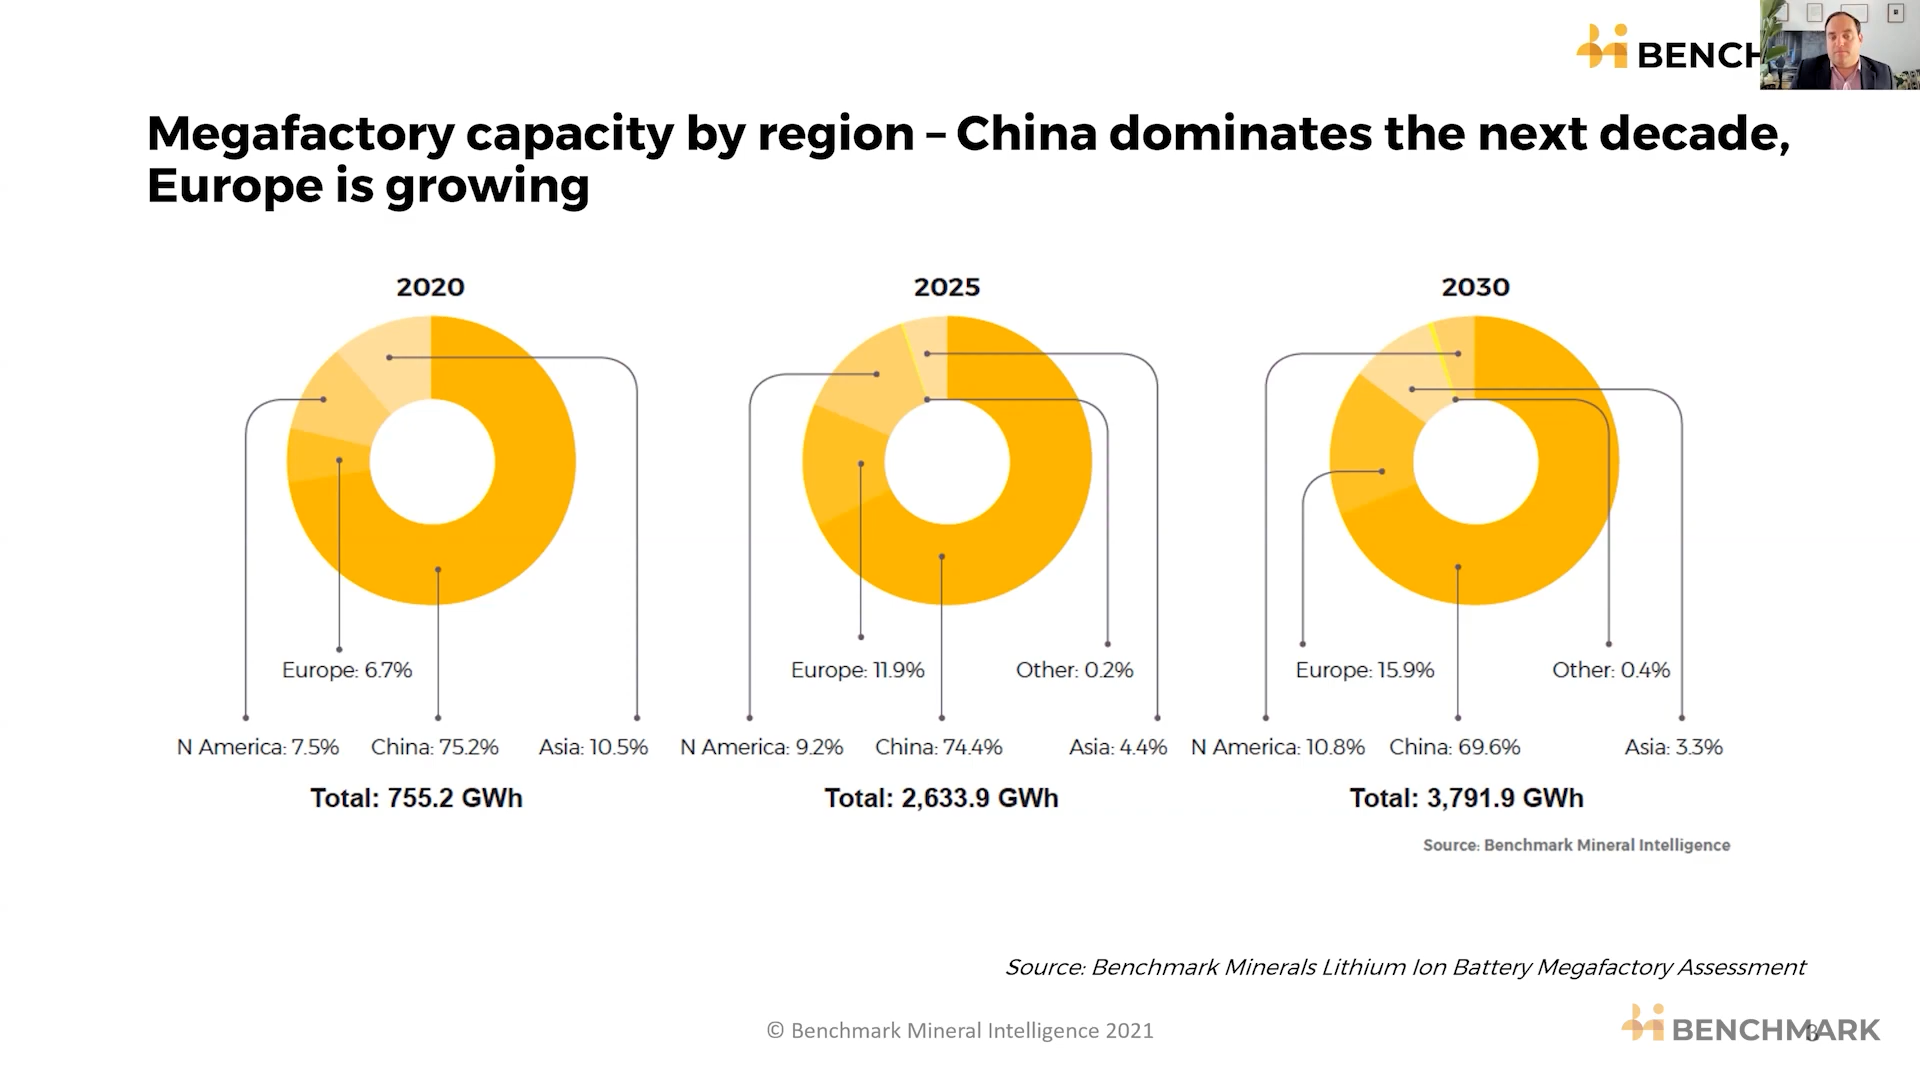 BENCH
Megafactory capacity by region – China dominates the next decade,
Europe is growing
2020
2025
2030
Europe: 6.7%
Europe: 11.9%
Other: 0.2%
Europe: 15.9%
Other: 0.4%
N America: 7.5%
China: 75.2%
Asia: 10.5%
N America: 9.2%
China: 74.4%
Asia: 4.4%
N America: 10.8%
China: 69.6%
Asia: 3.3%
Total: 755.2 GWh
Total: 2,633.9 GWh
Total: 3,791.9 GWh
Source: Benchmark Mineral Intelligence
Source: Benchmark Minerals Lithium Ion Battery Megafactory Assessment
© Benchmark Mineral Intelligence 2021
BENCHMARK
3